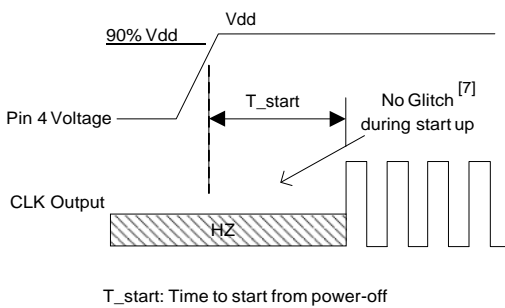 Vdd
90% Vdd
T_start
No Glitch [7]
during start up
Pin 4 Voltage
CLK Output
HZ
T_start: Time to start from power-off